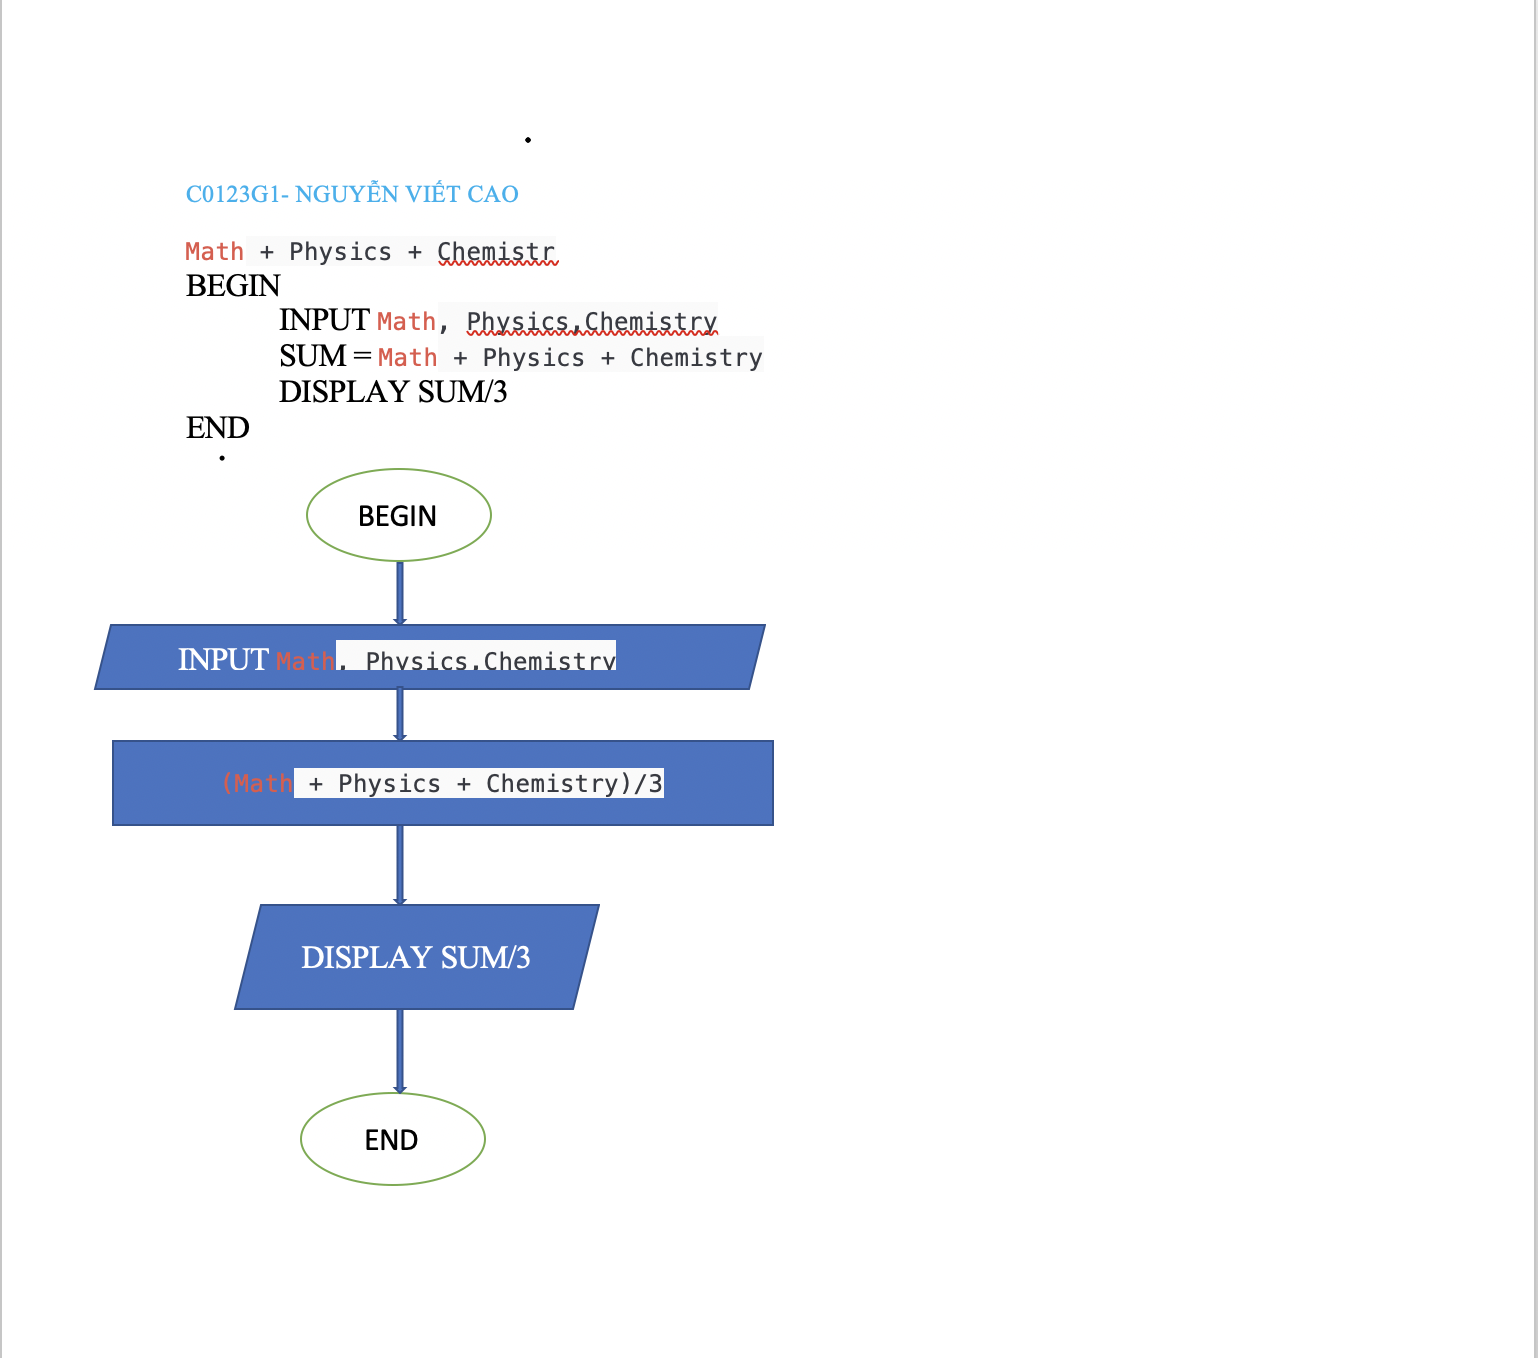 C0123G1- NGUYỄN VIẾT CAO
Math + Physics + Chemistr
BEGIN
INPUT Math, Physics,Chemistry
SUM = Math + Physics + Chemistry
DISPLAY SUM/3
END
BEGIN
INPUT Math, Physics,Chemistry
(Math + Physics + Chemistry)/3
DISPLAY SUM/3
END